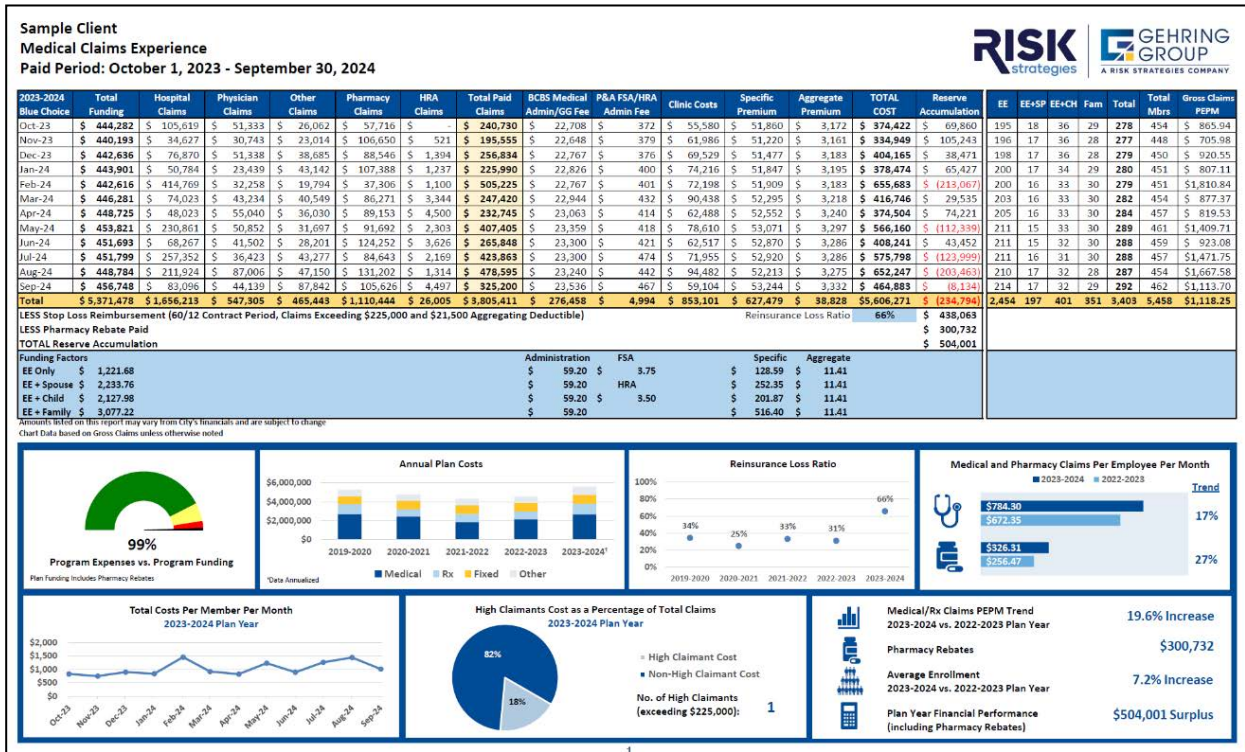 Sample Client
Medical Claims Experience
Paid Period: October 1, 2023 - September 30, 2024
RISK strategies
GEHRING GROUP
A RISK STRATEGIES COMPANY
2023-2024 Blue Choice Total Funding Hospital Claims Physician Claims Other Claims Pharmacy Claims HRA Claims Total Paid Claims BCBS Medical Admin/GG Fee P&A FSA/HRA Admin Fee Clinic Costs Specific Premium Aggregate Premium TOTAL COST Reserve Accumulation EE EE+SP EE+CH Fam Total Total Mbrs Gross Claims PEPM
Oct-23 $ 444,282 $ 105,619 $ 51,333 $ 26,062 $ 57,716 $ - $ 240,730 $ 22,708 $ 372 $ 55,580 $ 51,860 $ 3,172 $ 374,422 $ 69,860 195 18 36 29 278 454 $ 865.94
Nov-23 $ 440,193 $ 34,627 $ 30,743 $ 23,014 $ 106,650 $ 521 $ 195,555 $ 22,648 $ 379 $ 61,986 $ 51,220 $ 3,161 $ 334,949 $ 105,243 196 17 36 28 277 448 $ 705.98
Dec-23 $ 442,636 $ 76,870 $ 51,338 $ 38,685 $ 88,546 $ 1,394 $ 256,834 $ 22,767 $ 376 $ 69,529 $ 51,477 $ 3,183 $ 404,165 $ 38,471 198 17 36 28 279 450 $ 920.55
Jan-24 $ 443,901 $ 50,784 $ 23,439 $ 43,142 $ 107,388 $ 1,237 $ 225,990 $ 22,826 $ 400 $ 74,216 $ 51,847 $ 3,195 $ 378,474 $ 65,427 200 17 34 29 280 451 $ 807.11
Feb-24 $ 442,616 $ 414,769 $ 32,258 $ 19,794 $ 37,306 $ 1,100 $ 505,225 $ 22,767 $ 401 $ 72,198 $ 51,909 $ 3,183 $ 655,683 $ (213,067) 200 16 33 30 279 451 $1,810.84
Mar-24 $ 446,281 $ 74,023 $ 43,234 $ 40,549 $ 86,271 $ 3,344 $ 247,420 $ 22,944 $ 432 $ 90,438 $ 52,295 $ 3,218 $ 416,746 $ 29,535 203 16 33 30 282 454 $ 877.37
Apr-24 $ 448,725 $ 48,023 $ 55,040 $ 36,030 $ 89,153 $ 4,500 $ 232,745 $ 23,063 $ 414 $ 62,488 $ 52,552 $ 3,240 $ 374,504 $ 74,221 205 16 33 30 284 457 $ 819.53
May-24 $ 453,821 $ 230,861 $ 50,852 $ 31,697 $ 91,692 $ 2,303 $ 407,405 $ 23,359 $ 418 $ 78,610 $ 53,071 $ 3,297 $ 566,160 $ (112,339) 211 15 33 30 289 461 $1,409.71
Jun-24 $ 451,693 $ 68,267 $ 41,502 $ 28,201 $ 124,252 $ 3,626 $ 265,848 $ 23,300 $ 421 $ 62,517 $ 52,870 $ 3,286 $ 408,241 $ 43,452 211 15 32 30 288 459 $ 923.08
Jul-24 $ 451,799 $ 257,352 $ 36,423 $ 43,277 $ 84,643 $ 2,169 $ 423,863 $ 23,300 $ 474 $ 71,955 $ 52,920 $ 3,286 $ 575,798 $ (123,999) 211 16 31 30 288 457 $1,471.75
Aug-24 $ 448,784 $ 211,924 $ 87,006 $ 47,150 $ 131,202 $ 1,314 $ 478,595 $ 23,240 $ 442 $ 94,482 $ 52,213 $ 3,275 $ 652,247 $ (203,463) 210 17 32 28 287 454 $1,667.58
Sep-24 $ 456,748 $ 83,096 $ 44,139 $ 87,842 $ 105,626 $ 4,497 $ 325,200 $ 23,536 $ 467 $ 59,104 $ 53,244 $ 3,332 $ 464,883 $ (8,134) 214 17 32 29 292 462 $1,113.70
Total $ 5,371,478 $ 1,656,213 $ 547,305 $ 465,443 $ 1,110,444 $ 26,005 $ 3,805,411 $ 276,458 $ 4,994 $ 853,101 $ 627,479 $ 38,828 $5,606,271 $ (234,794) 2,454 197 401 351 3,403 5,458 $1,118.25
LESS Stop Loss Reimbursement (60/12 Contract Period, Claims Exceeding $225,000 and $21,500 Aggregating Deductible) Reinsurance Loss Ratio 66% $ 438,063
LESS Pharmacy Rebate Paid $ 300,732
TOTAL Reserve Accumulation $ 504,001
Funding Factors Administration FSA Specific Aggregate
EE Only $ 1,221.68 $ 59.20 $ 3.75 $ 128.59 $ 11.41
EE + Spouse $ 2,233.76 $ 59.20 HRA $ 252.35 $ 11.41
EE + Child $ 2,127.98 $ 59.20 $ 3.50 $ 201.87 $ 11.41
EE + Family $ 3,077.22 $ 59.20 $ 516.40 $ 11.41
Amounts listed on this report may vary from City's financials and are subject to change
Chart Data based on Gross Claims unless otherwise noted
99%
Program Expenses vs. Program Funding
Plan Funding Includes Pharmacy Rebates
Annual Plan Costs
$6,000,000
$4,000,000
$2,000,000
$0
2019-2020 2020-2021 2021-2022 2022-2023 2023-2024¹
¹Data Annualized
Medical Rx Fixed Other
Reinsurance Loss Ratio
100%
80%
60%
40%
20%
0%
34% 25% 33% 31% 66%
2019-2020 2020-2021 2021-2022 2022-2023 2023-2024
Medical and Pharmacy Claims Per Employee Per Month
2023-2024 2022-2023
Trend
$784.30
$672.35
17%
$326.31
$256.47
27%
Total Costs Per Member Per Month
2023-2024 Plan Year
$2,000
$1,500
$1,000
$500
$0
Oct-23 Nov-23 Dec-23 Jan-24 Feb-24 Mar-24 Apr-24 May-24 Jun-24 Jul-24 Aug-24 Sep-24
High Claimants Cost as a Percentage of Total Claims
2023-2024 Plan Year
82%
18%
High Claimant Cost
Non-High Claimant Cost
No. of High Claimants
(exceeding $225,000): 1
Medical/Rx Claims PEPM Trend
2023-2024 vs. 2022-2023 Plan Year
19.6% Increase
Pharmacy Rebates
$300,732
Average Enrollment
2023-2024 vs. 2022-2023 Plan Year
7.2% Increase
Plan Year Financial Performance
(including Pharmacy Rebates)
$504,001 Surplus
1